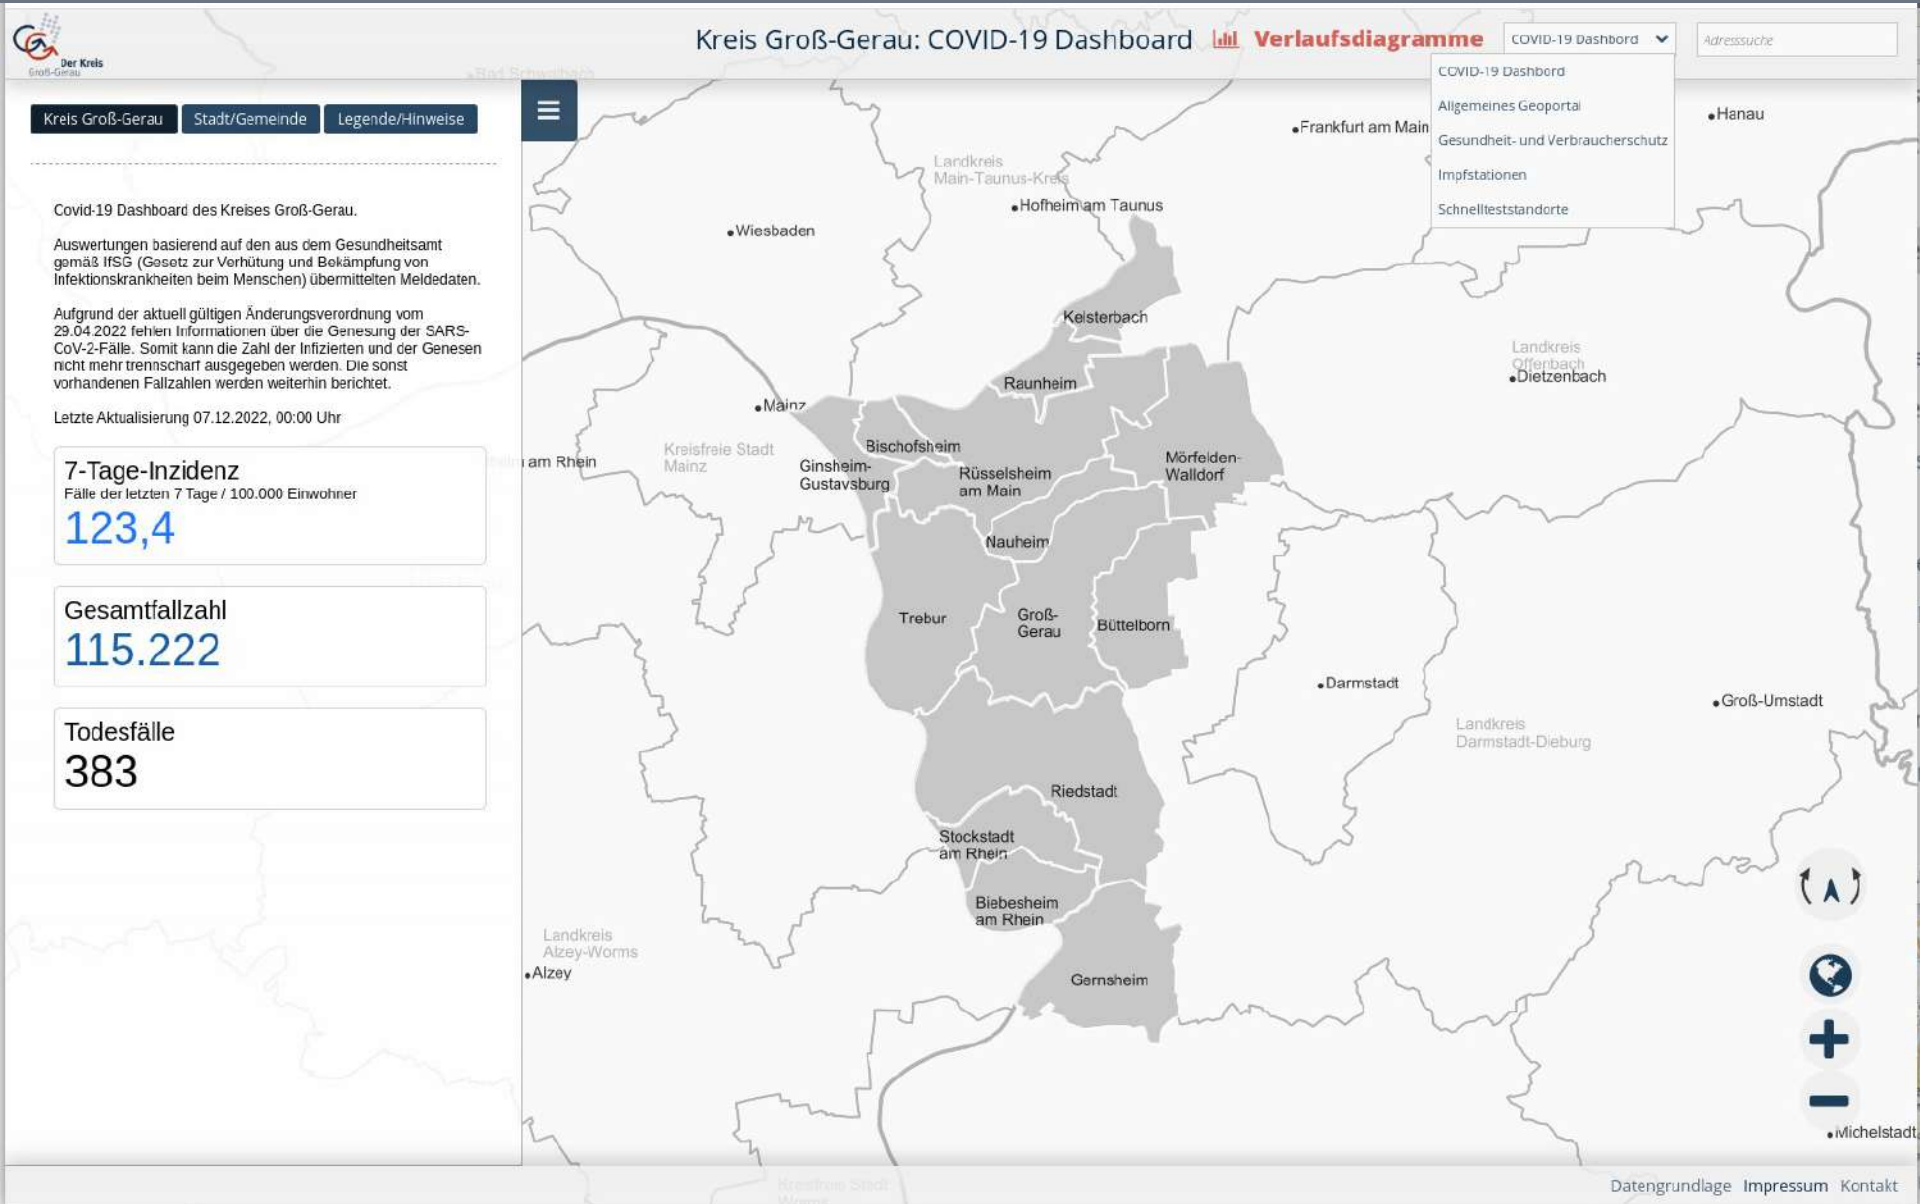 Der Kreis
Groß-Gerau
Kreis Groß-Gerau: COVID-19 Dashboard
Verlaufsdiagramme
COVID-19 Dashbord
Adresssuche
COVID-19 Dashbord
Allgemeines Geoportal
Gesundheit- und Verbraucherschutz
Impfstationen
Schnellteststandorte
Kreis Groß-Gerau
Stadt/Gemeinde
Legende/Hinweise
Covid-19 Dashboard des Kreises Groß-Gerau.
Auswertungen basierend auf den aus dem Gesundheitsamt
gemäß IfSG (Gesetz zur Verhütung und Bekämpfung von
Infektionskrankheiten beim Menschen) übermittelten Meldedaten.
Aufgrund der aktuell gültigen Änderungsverordnung vom
29.04.2022 fehlen Informationen über die Genesung der SARS-
CoV-2-Fälle. Somit kann die Zahl der Infizierten und der Genesen
nicht mehr trennscharf ausgegeben werden. Die sonst
vorhandenen Fallzahlen werden weiterhin berichtet.
Letzte Aktualisierung 07.12.2022, 00:00 Uhr
7-Tage-Inzidenz
Fälle der letzten 7 Tage / 100.000 Einwohner
123,4
Gesamtfallzahl
115.222
Todesfälle
383
Bad Schwalbach
Frankfurt am Main
Hanau
Landkreis
Main-Taunus-Kreis
Hofheim am Taunus
Wiesbaden
Kelsterbach
Landkreis
Offenbach
Dietzenbach
Raunheim
Mainz
Kreisfreie Stadt
Mainz
am Rhein
Bischofsheim
Ginsheim-
Gustavsburg
Rüsselsheim
am Main
Mörfelden-
Walldorf
Nauheim
Trebur
Groß-
Gerau
Büttelborn
Darmstadt
Groß-Umstadt
Landkreis
Darmstadt-Dieburg
Riedstadt
Stockstadt
am Rhein
Biebesheim
am Rhein
Landkreis
Alzey-Worms
Alzey
Gernsheim
Michelstadt
Kreisfreie Stadt
Worms
Datengrundlage
Impressum
Kontakt